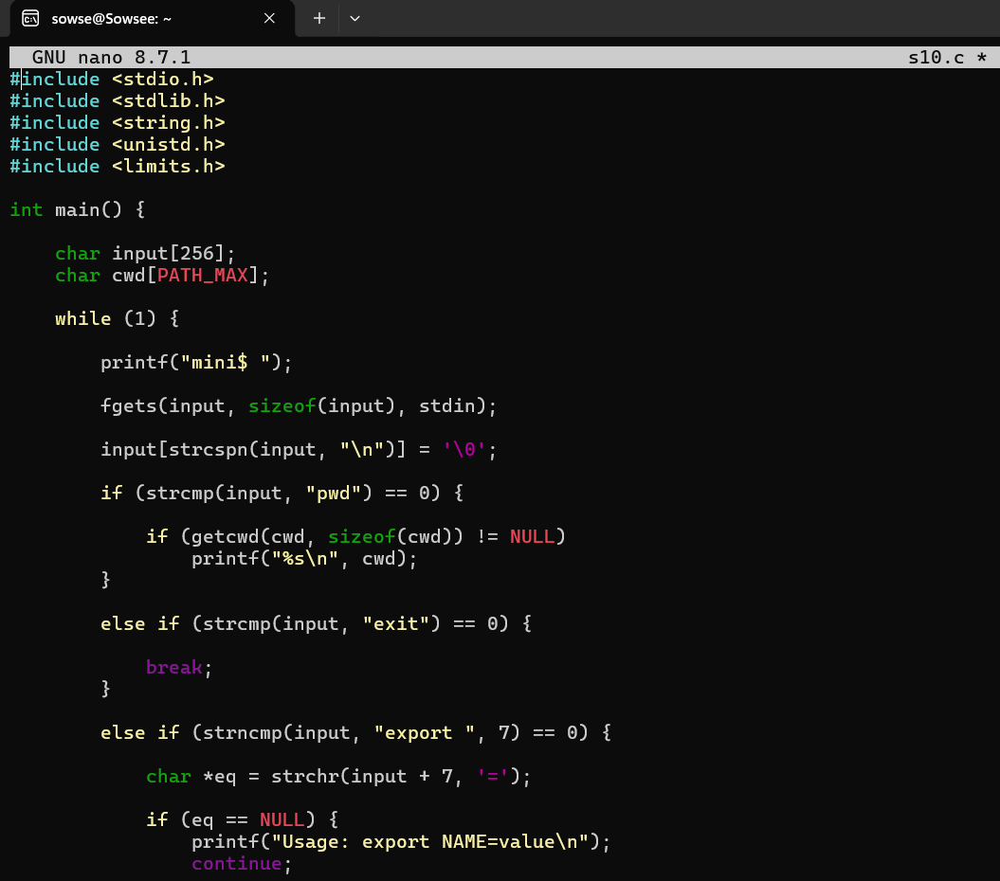 sowse@Sowsee: ~
GNU nano 8.7.1 s10.c *
#include <stdio.h>
#include <stdlib.h>
#include <string.h>
#include <unistd.h>
#include <limits.h>

int main() {

    char input[256];
    char cwd[PATH_MAX];

    while (1) {

        printf("mini$ ");

        fgets(input, sizeof(input), stdin);

        input[strcspn(input, "\n")] = '\0';

        if (strcmp(input, "pwd") == 0) {

            if (getcwd(cwd, sizeof(cwd)) != NULL)
                printf("%s\n", cwd);
        }

        else if (strcmp(input, "exit") == 0) {

            break;
        }

        else if (strncmp(input, "export ", 7) == 0) {

            char *eq = strchr(input + 7, '=');

            if (eq == NULL) {
                printf("Usage: export NAME=value\n");
                continue;